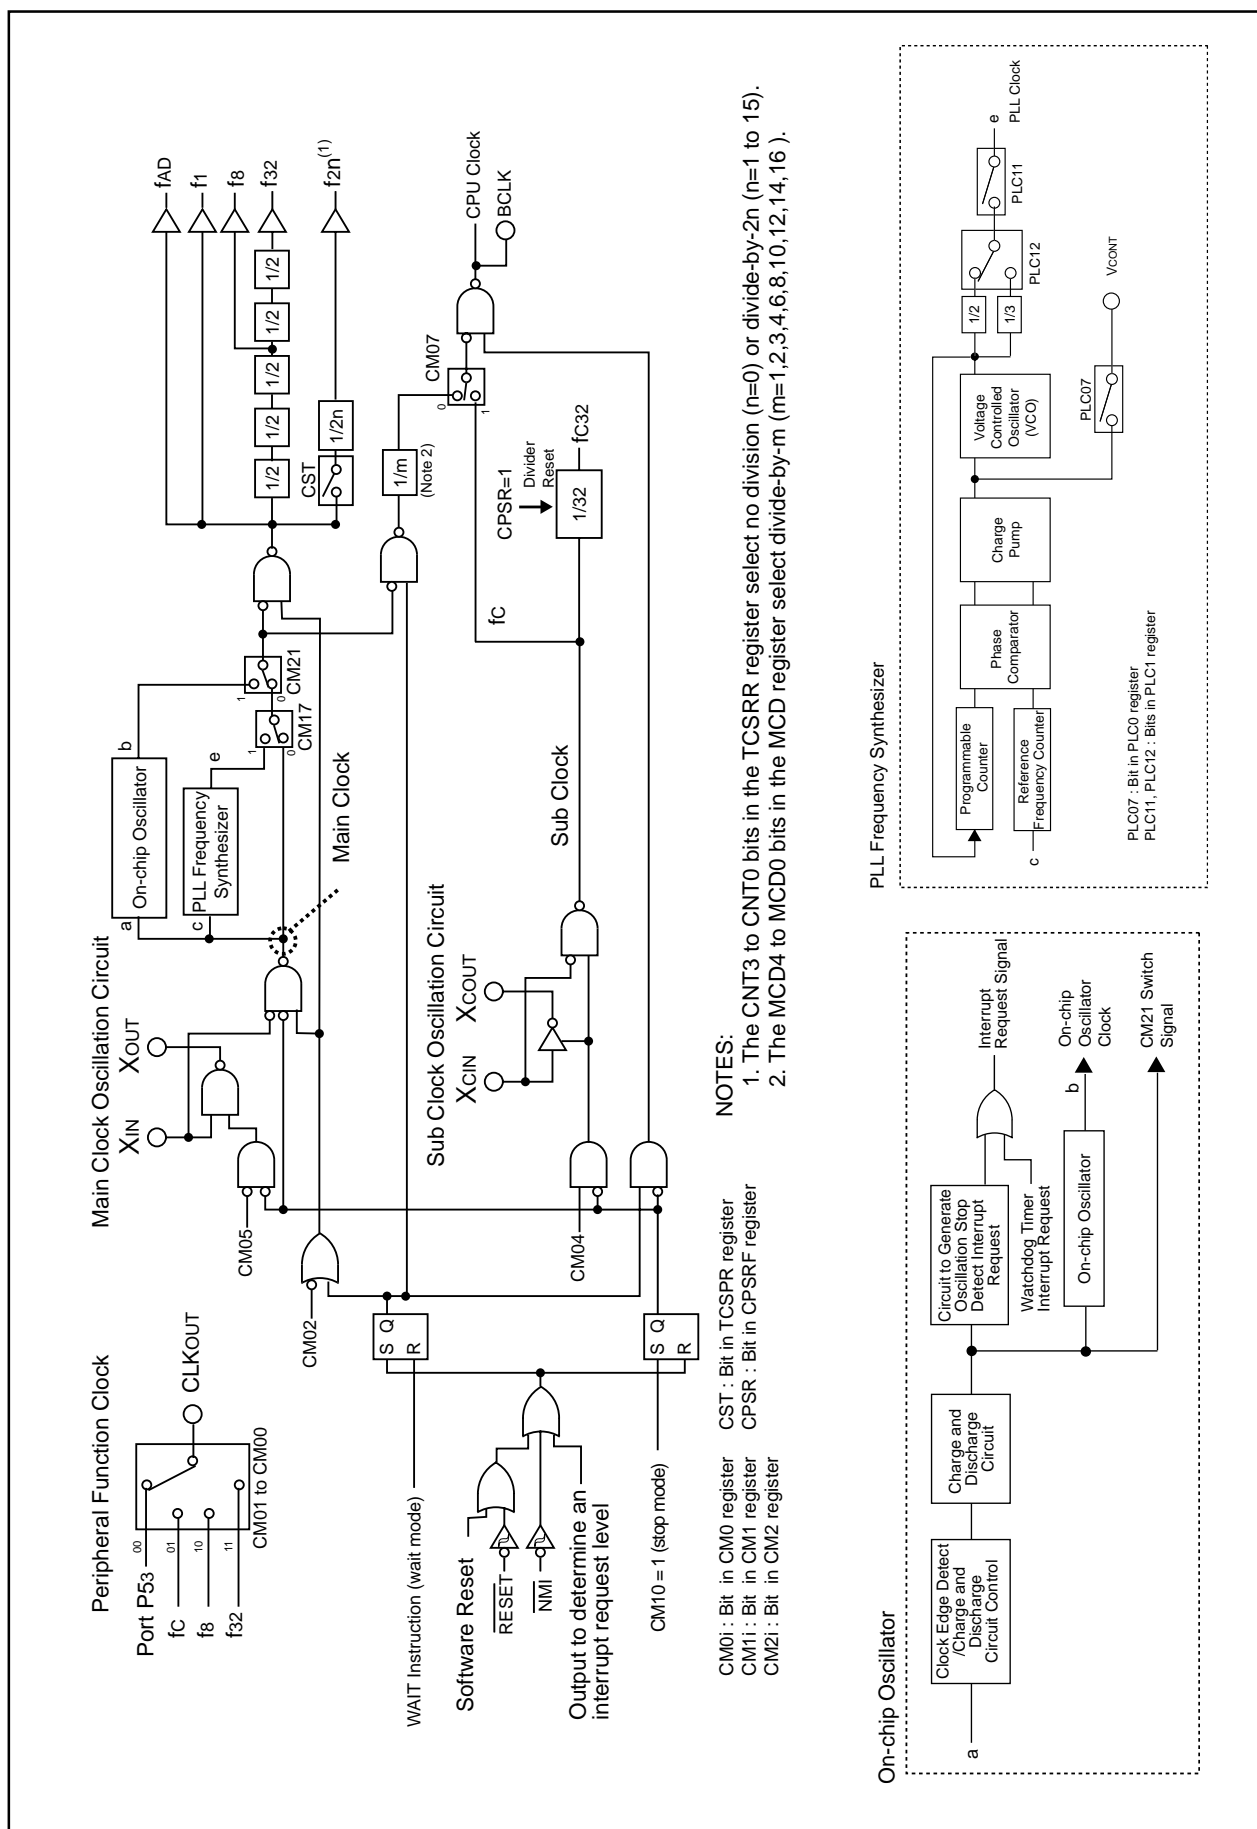 Peripheral Function Clock
Port P53
fC
f8
f32
00
01
10
11
CM01 to CM00
CLKOUT
Main Clock Oscillation Circuit
XIN
XOUT
CM05
CM02
a
On-chip Oscillator
b
c
PLL Frequency
Synthesizer
e
Main Clock
1
0
CM17
1
0
CM21
1/2
1/2
1/2
1/2
1/2
CST
1/2n
fAD
f1
f8
f32
f2n(1)
WAIT Instruction (wait mode)
S Q
R
1/m
(Note 2)
0
1
CM07
CPU Clock
BCLK
Software Reset
RESET
NMI
Output to determine an
interrupt request level
CM10 = 1 (stop mode)
S Q
R
Sub Clock Oscillation Circuit
XCIN
XCOUT
CM04
Sub Clock
fC
CPSR=1
Divider
Reset
1/32
fC32
CM0i : Bit in CM0 register
CM1i : Bit in CM1 register
CM2i : Bit in CM2 register
CST : Bit in TCSPR register
CPSR : Bit in CPSRF register
NOTES:
1. The CNT3 to CNT0 bits in the TCSRR register select no division (n=0) or divide-by-2n (n=1 to 15).
2. The MCD4 to MCD0 bits in the MCD register select divide-by-m (m=1,2,3,4,6,8,10,12,14,16 ).
On-chip Oscillator
a
Clock Edge Detect
/Charge and
Discharge
Circuit Control
Charge and
Discharge
Circuit
Circuit to Generate
Oscillation Stop
Detect Interrupt
Request
Watchdog Timer
Interrupt Request
Interrupt
Request Signal
On-chip Oscillator
b
On-chip
Oscillator
Clock
CM21 Switch
Signal
PLL Frequency Synthesizer
c
Programmable
Counter
Reference
Frequency Counter
Phase
Comparator
Charge
Pump
Voltage
Controlled
Oscillator
(VCO)
1/2
1/3
PLC12
PLC11
e
PLL Clock
PLC07
VCONT
PLC07 : Bit in PLC0 register
PLC11, PLC12 : Bits in PLC1 register